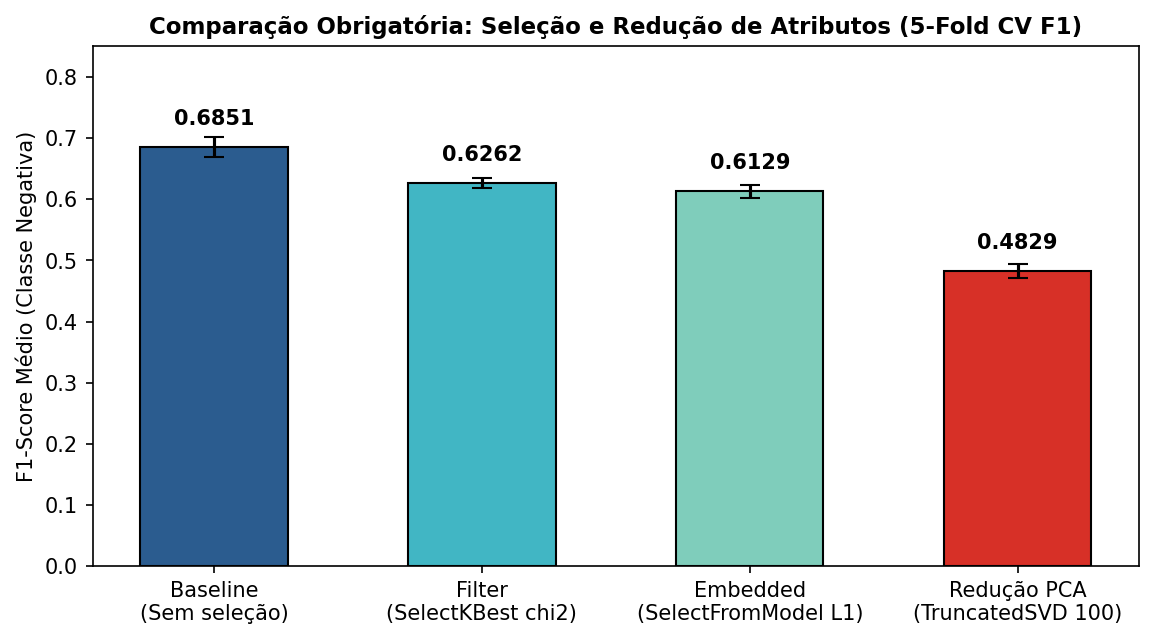 Comparação Obrigatória: Seleção e Redução de Atributos (5-Fold CV F1)
F1-Score Médio (Classe Negativa)
0.8
0.7
0.6
0.5
0.4
0.3
0.2
0.1
0.0
0.6851
0.6262
0.6129
0.4829
Baseline
(Sem seleção)
Filter
(SelectKBest chi2)
Embedded
(SelectFromModel L1)
Redução PCA
(TruncatedSVD 100)